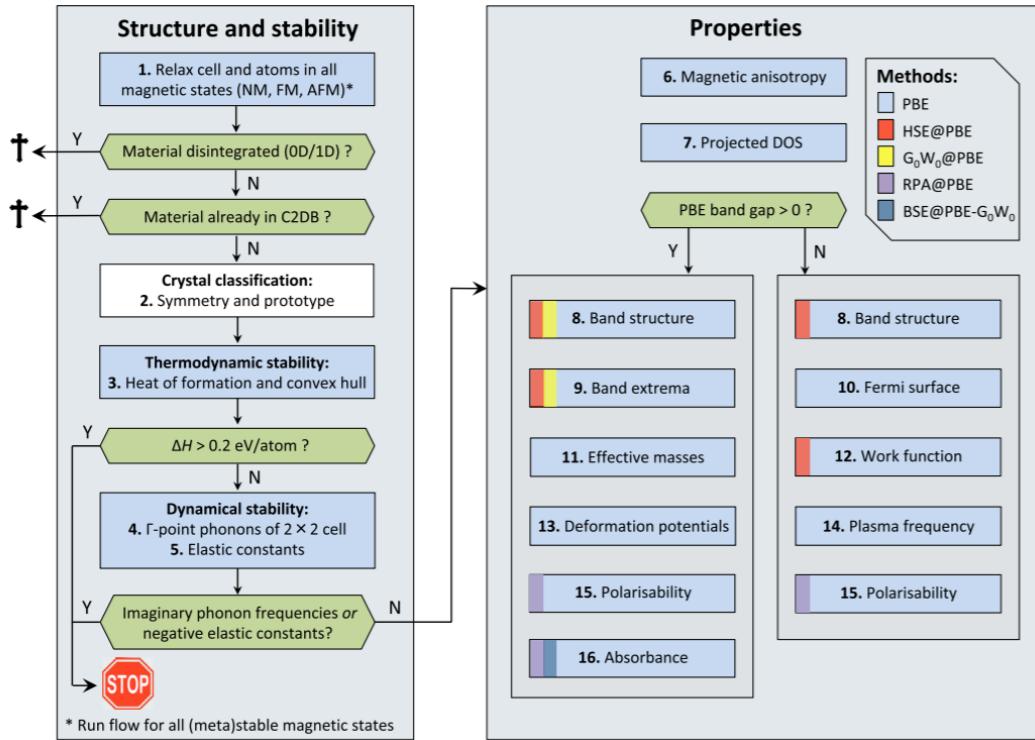 Structure and stability
1. Relax cell and atoms in all
magnetic states (NM, FM, AFM)*
Y
Material disintegrated (0D/1D) ?
N
Y
Material already in C2DB ?
N
Crystal classification:
2. Symmetry and prototype
Thermodynamic stability:
3. Heat of formation and convex hull
Y
ΔH > 0.2 eV/atom ?
N
Dynamical stability:
4. Γ-point phonons of 2 × 2 cell
5. Elastic constants
Y
Imaginary phonon frequencies or
negative elastic constants?
N
STOP
* Run flow for all (meta)stable magnetic states
Properties
6. Magnetic anisotropy
7. Projected DOS
PBE band gap > 0 ?
Y
N
Methods:
PBE
HSE@PBE
G₀W₀@PBE
RPA@PBE
BSE@PBE-G₀W₀
8. Band structure
9. Band extrema
11. Effective masses
13. Deformation potentials
15. Polarisability
16. Absorbance
8. Band structure
10. Fermi surface
12. Work function
14. Plasma frequency
15. Polarisability